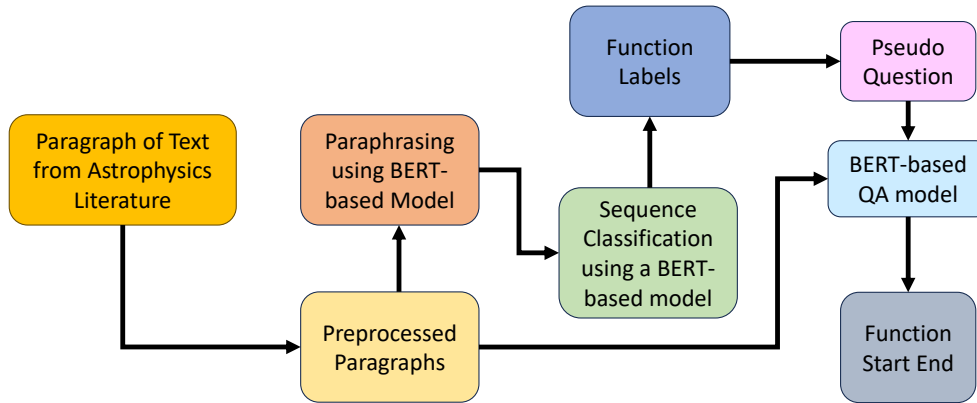 Paragraph of Text
from Astrophysics
Literature
Preprocessed
Paragraphs
Paraphrasing
using BERT-
based Model
Sequence
Classification
using a BERT-
based model
Function
Labels
Pseudo
Question
BERT-based
QA model
Function
Start End